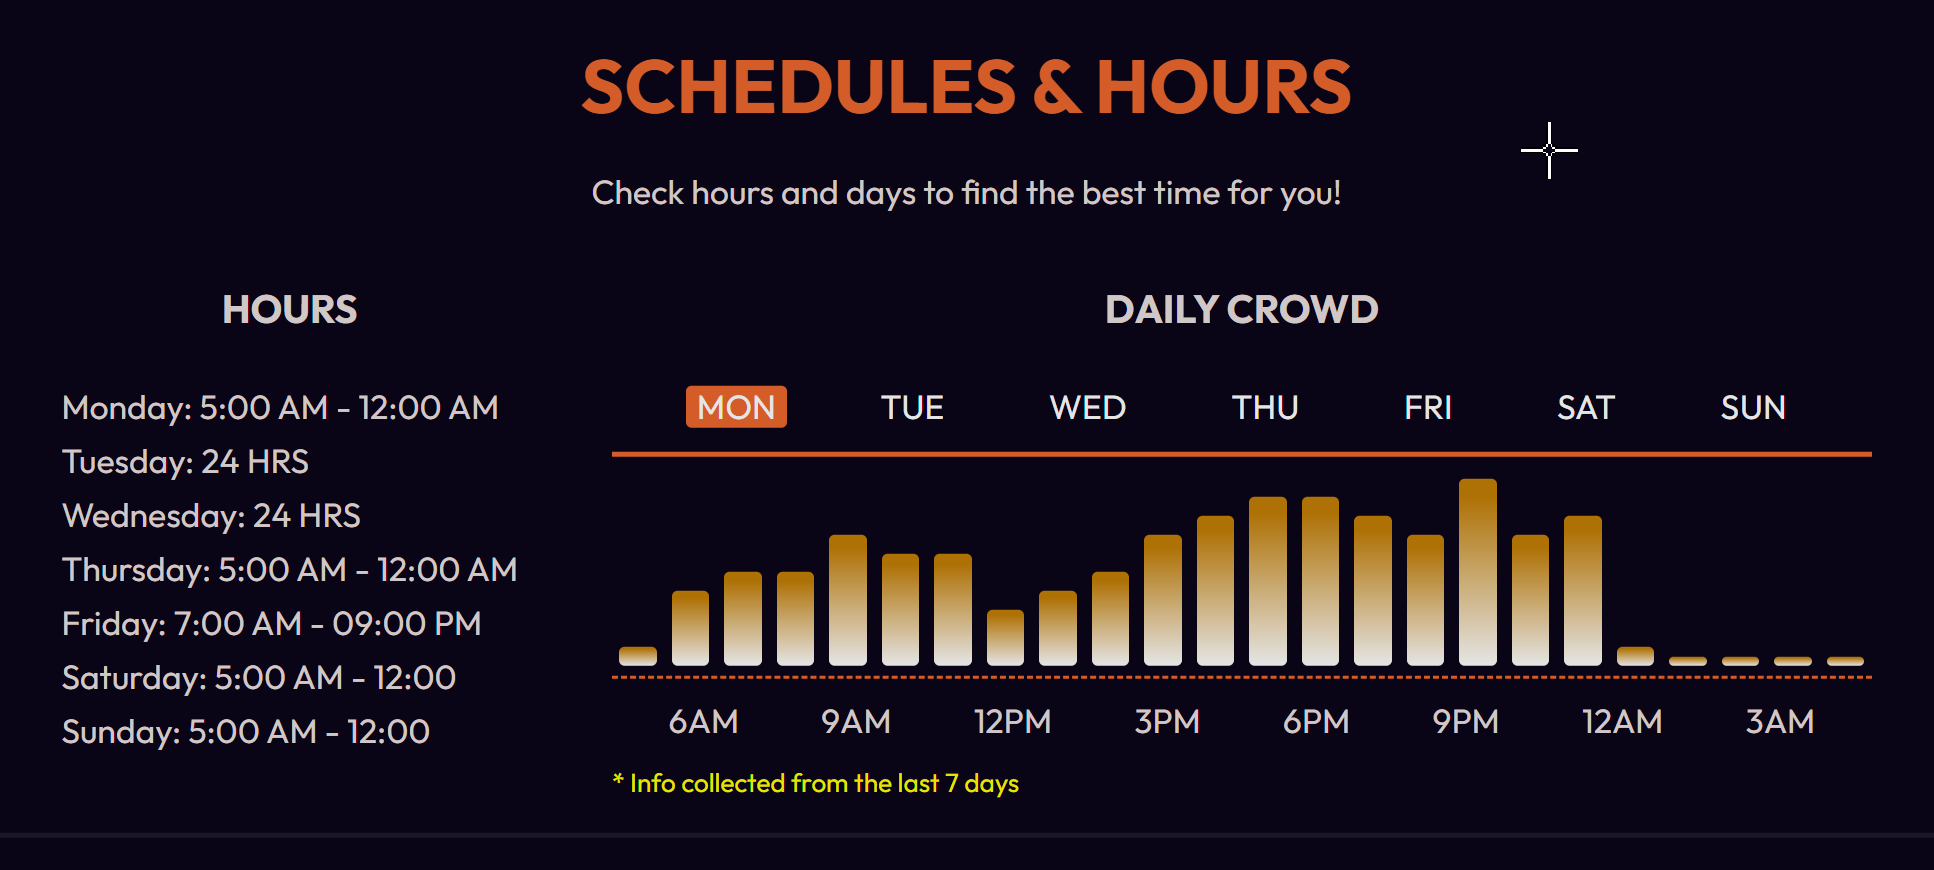 SCHEDULES & HOURS
Check hours and days to find the best time for you!
HOURS
Monday: 5:00 AM - 12:00 AM
Tuesday: 24 HRS
Wednesday: 24 HRS
Thursday: 5:00 AM - 12:00 AM
Friday: 7:00 AM - 09:00 PM
Saturday: 5:00 AM - 12:00
Sunday: 5:00 AM - 12:00
DAILY CROWD
MON TUE WED THU FRI SAT SUN
6AM 9AM 12PM 3PM 6PM 9PM 12AM 3AM
* Info collected from the last 7 days